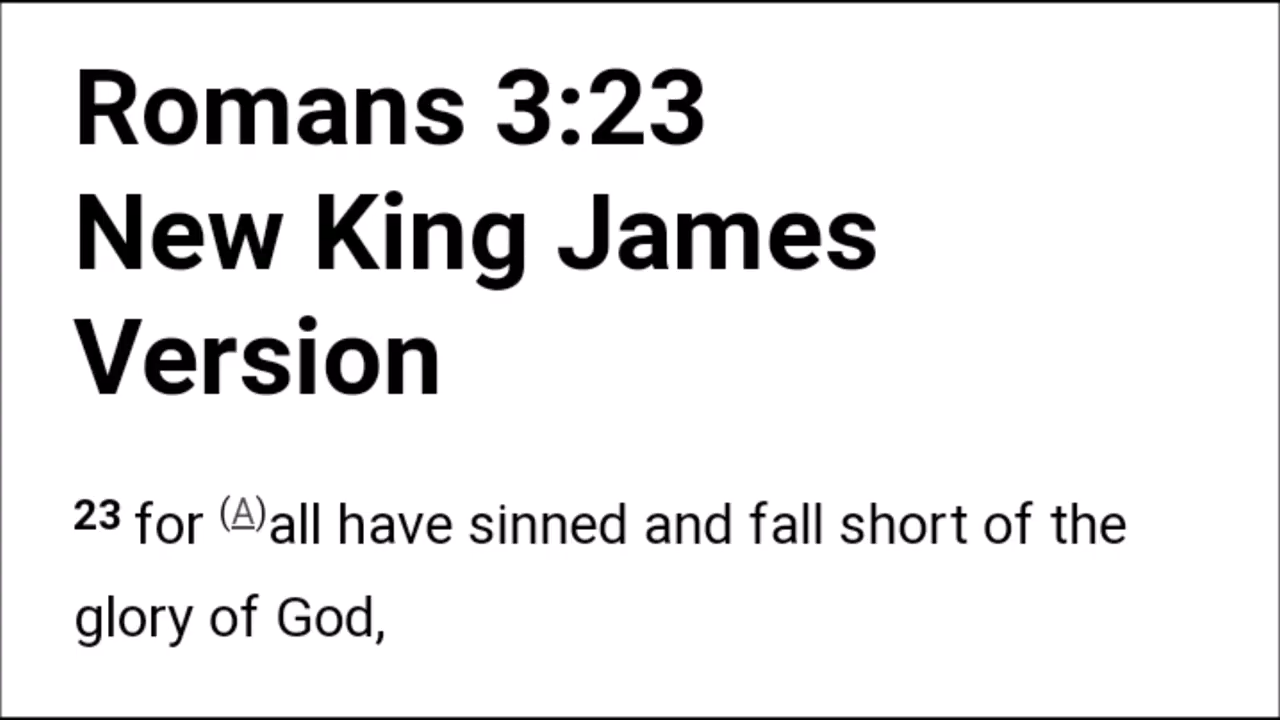 Romans 3:23
New King James
Version
23 for (A)all have sinned and fall short of the
glory of God,